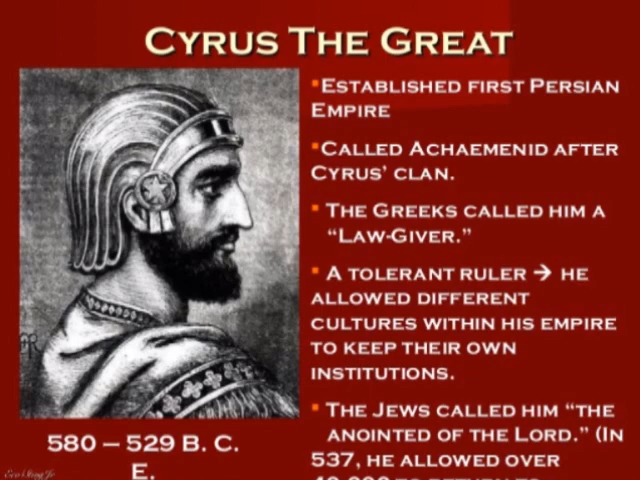 CYRUS THE GREAT
ESTABLISHED FIRST PERSIAN
EMPIRE
CALLED ACHAEMENID AFTER
CYRUS' CLAN.
THE GREEKS CALLED HIM A
"LAW-GIVER."
A TOLERANT RULER → HE
ALLOWED DIFFERENT
CULTURES WITHIN HIS EMPIRE
TO KEEP THEIR OWN
INSTITUTIONS.
THE JEWS CALLED HIM "THE
ANOINTED OF THE LORD." (IN
537, HE ALLOWED OVER
580 – 529 B. C.
E.